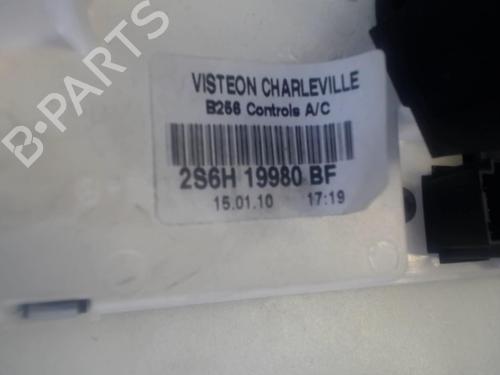 VISTEON CHARLEVILLE
B256 Controls A/C
2S6H 19980 BF
15.01.10 17:19
B-PARTS